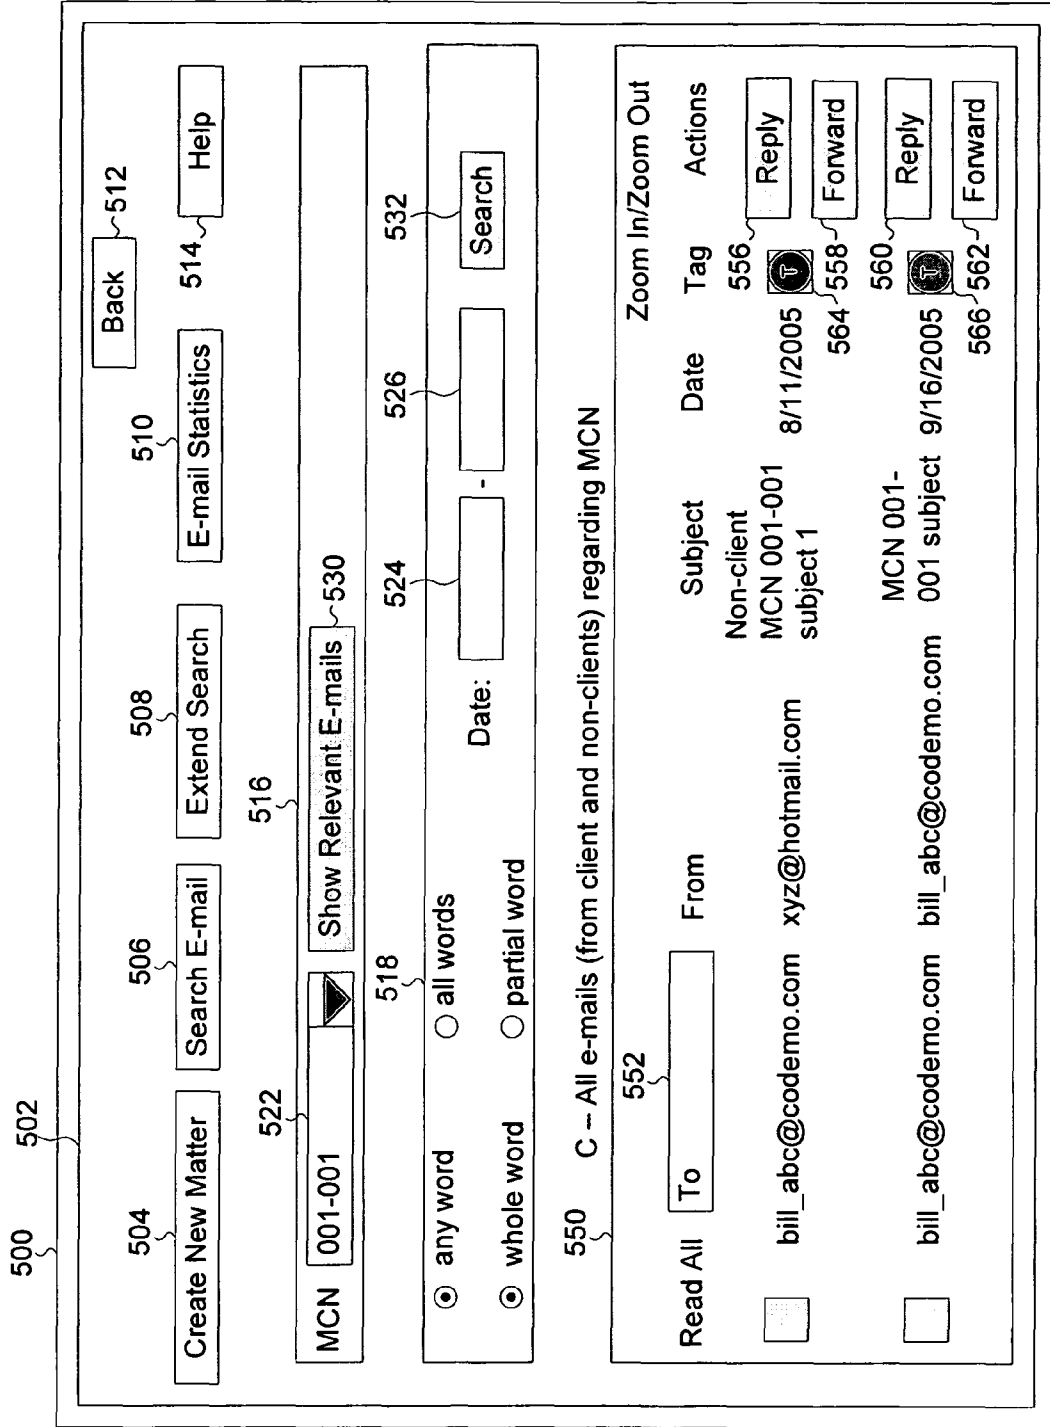 500
502
Back
512
504
506
508
510
514
Create New Matter
Search E-mail
Extend Search
E-mail Statistics
Help
516
522
530
MCN
001-001
Show Relevant E-mails
518
524
526
532
any word
all words
whole word
partial word
Date:
-
Search
550
C -- All e-mails (from client and non-clients) regarding MCN
552
Zoom In/Zoom Out
Read All
To
From
Subject
Date
Tag
Actions
556
bill_abc@codemo.com
xyz@hotmail.com
Non-client
MCN 001-001
subject 1
8/11/2005
T
Reply
564
558
Forward
560
bill_abc@codemo.com
bill_abc@codemo.com
MCN 001-
001 subject
9/16/2005
T
Reply
566
562
Forward